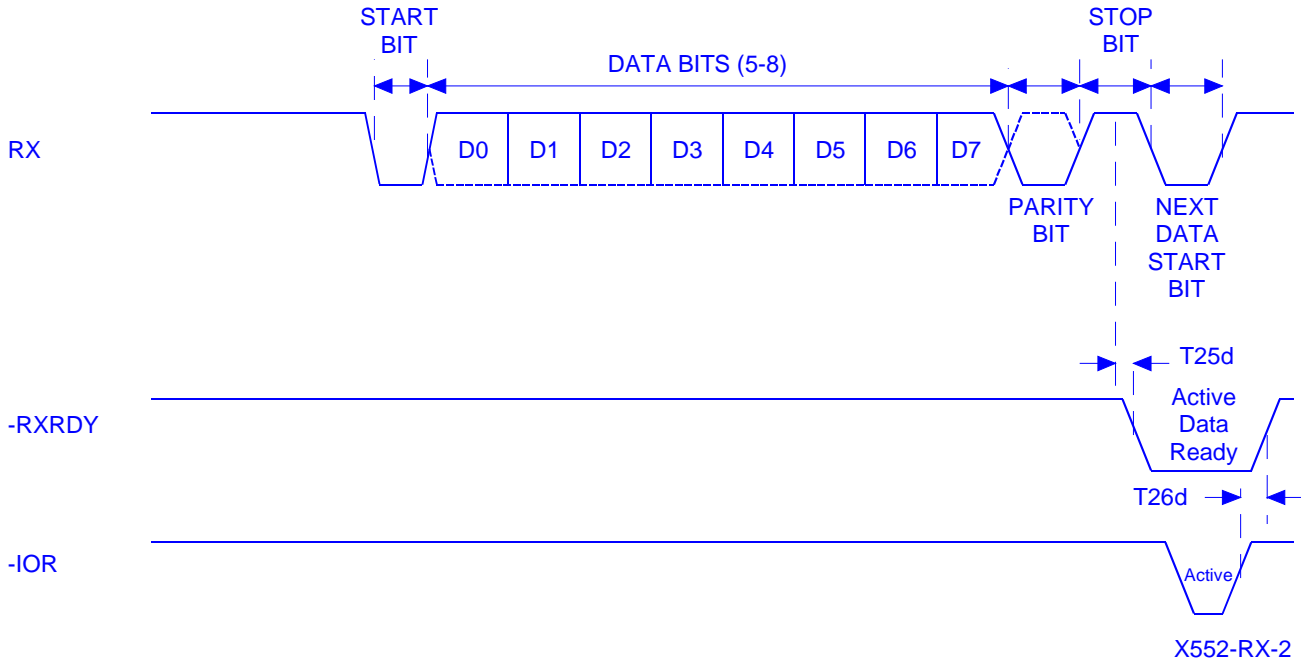 START
BIT
STOP
BIT
DATA BITS (5-8)
RX
D0 D1 D2 D3 D4 D5 D6 D7
PARITY
BIT
NEXT
DATA
START
BIT
T25d
-RXRDY
Active
Data
Ready
T26d
-IOR
Active
X552-RX-2